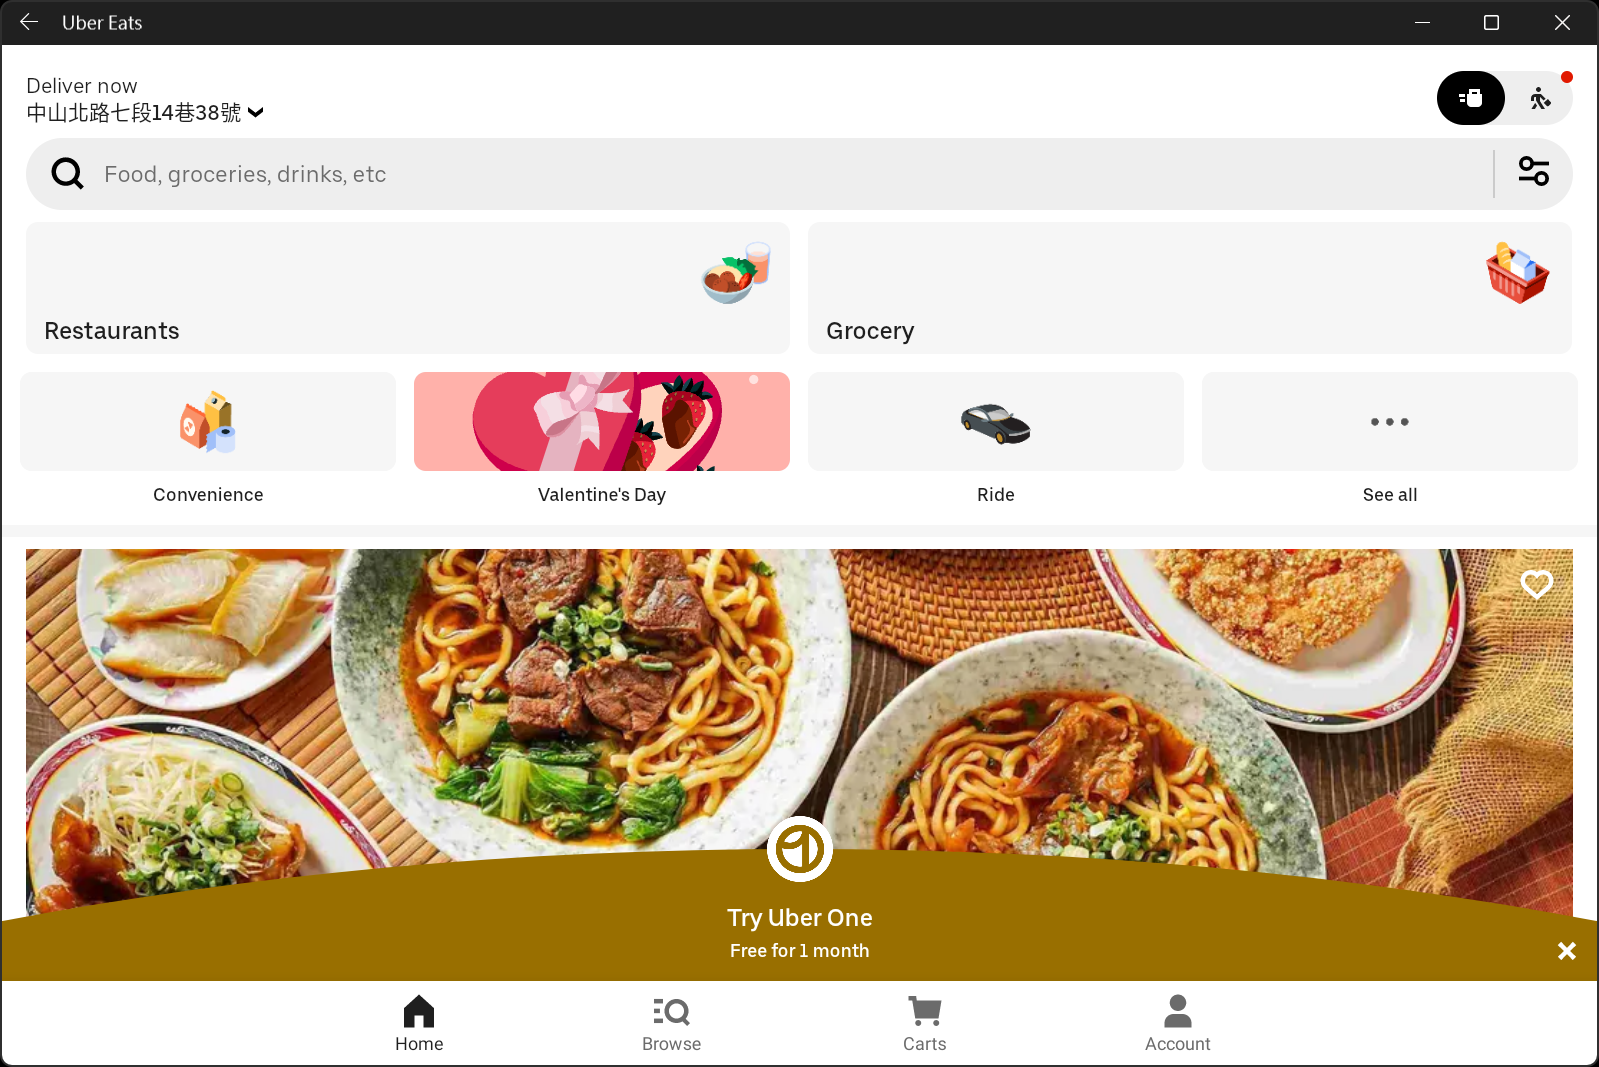 Uber Eats
Deliver now
中山北路七段14巷38號
Food, groceries, drinks, etc
Restaurants
Grocery
Convenience
Valentine's Day
Ride
See all
Try Uber One
Free for 1 month
Home
Browse
Carts
Account